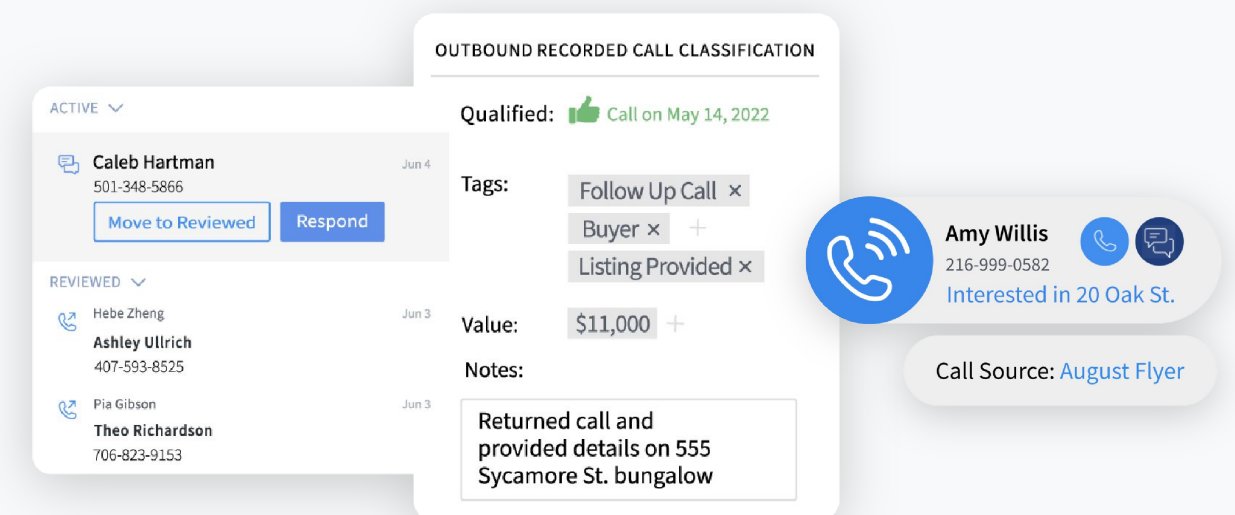 ACTIVE
Caleb Hartman
Jun 4
501-348-5866
Move to Reviewed
Respond
REVIEWED
Hebe Zheng
Jun 3
Ashley Ullrich
407-593-8525
Pia Gibson
Jun 3
Theo Richardson
706-823-9153
OUTBOUND RECORDED CALL CLASSIFICATION
Qualified: Call on May 14, 2022
Tags: Follow Up Call ×
Buyer × +
Listing Provided ×
Value: $11,000 +
Notes:
Returned call and
provided details on 555
Sycamore St. bungalow
Amy Willis
216-999-0582
Interested in 20 Oak St.
Call Source: August Flyer